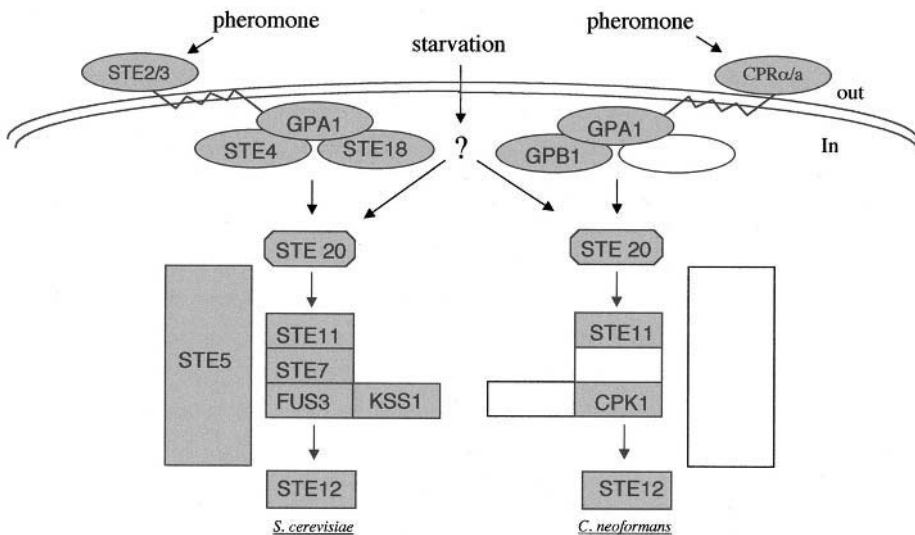 pheromone
starvation
pheromone
STE2/3
CPRα/a
out
GPA1
GPA1
In
STE4
STE18
?
GPB1
STE 20
STE 20
STE5
STE11
STE11
STE7
FUS3
KSS1
CPK1
STE12
STE12
S. cerevisiae
C. neoformans